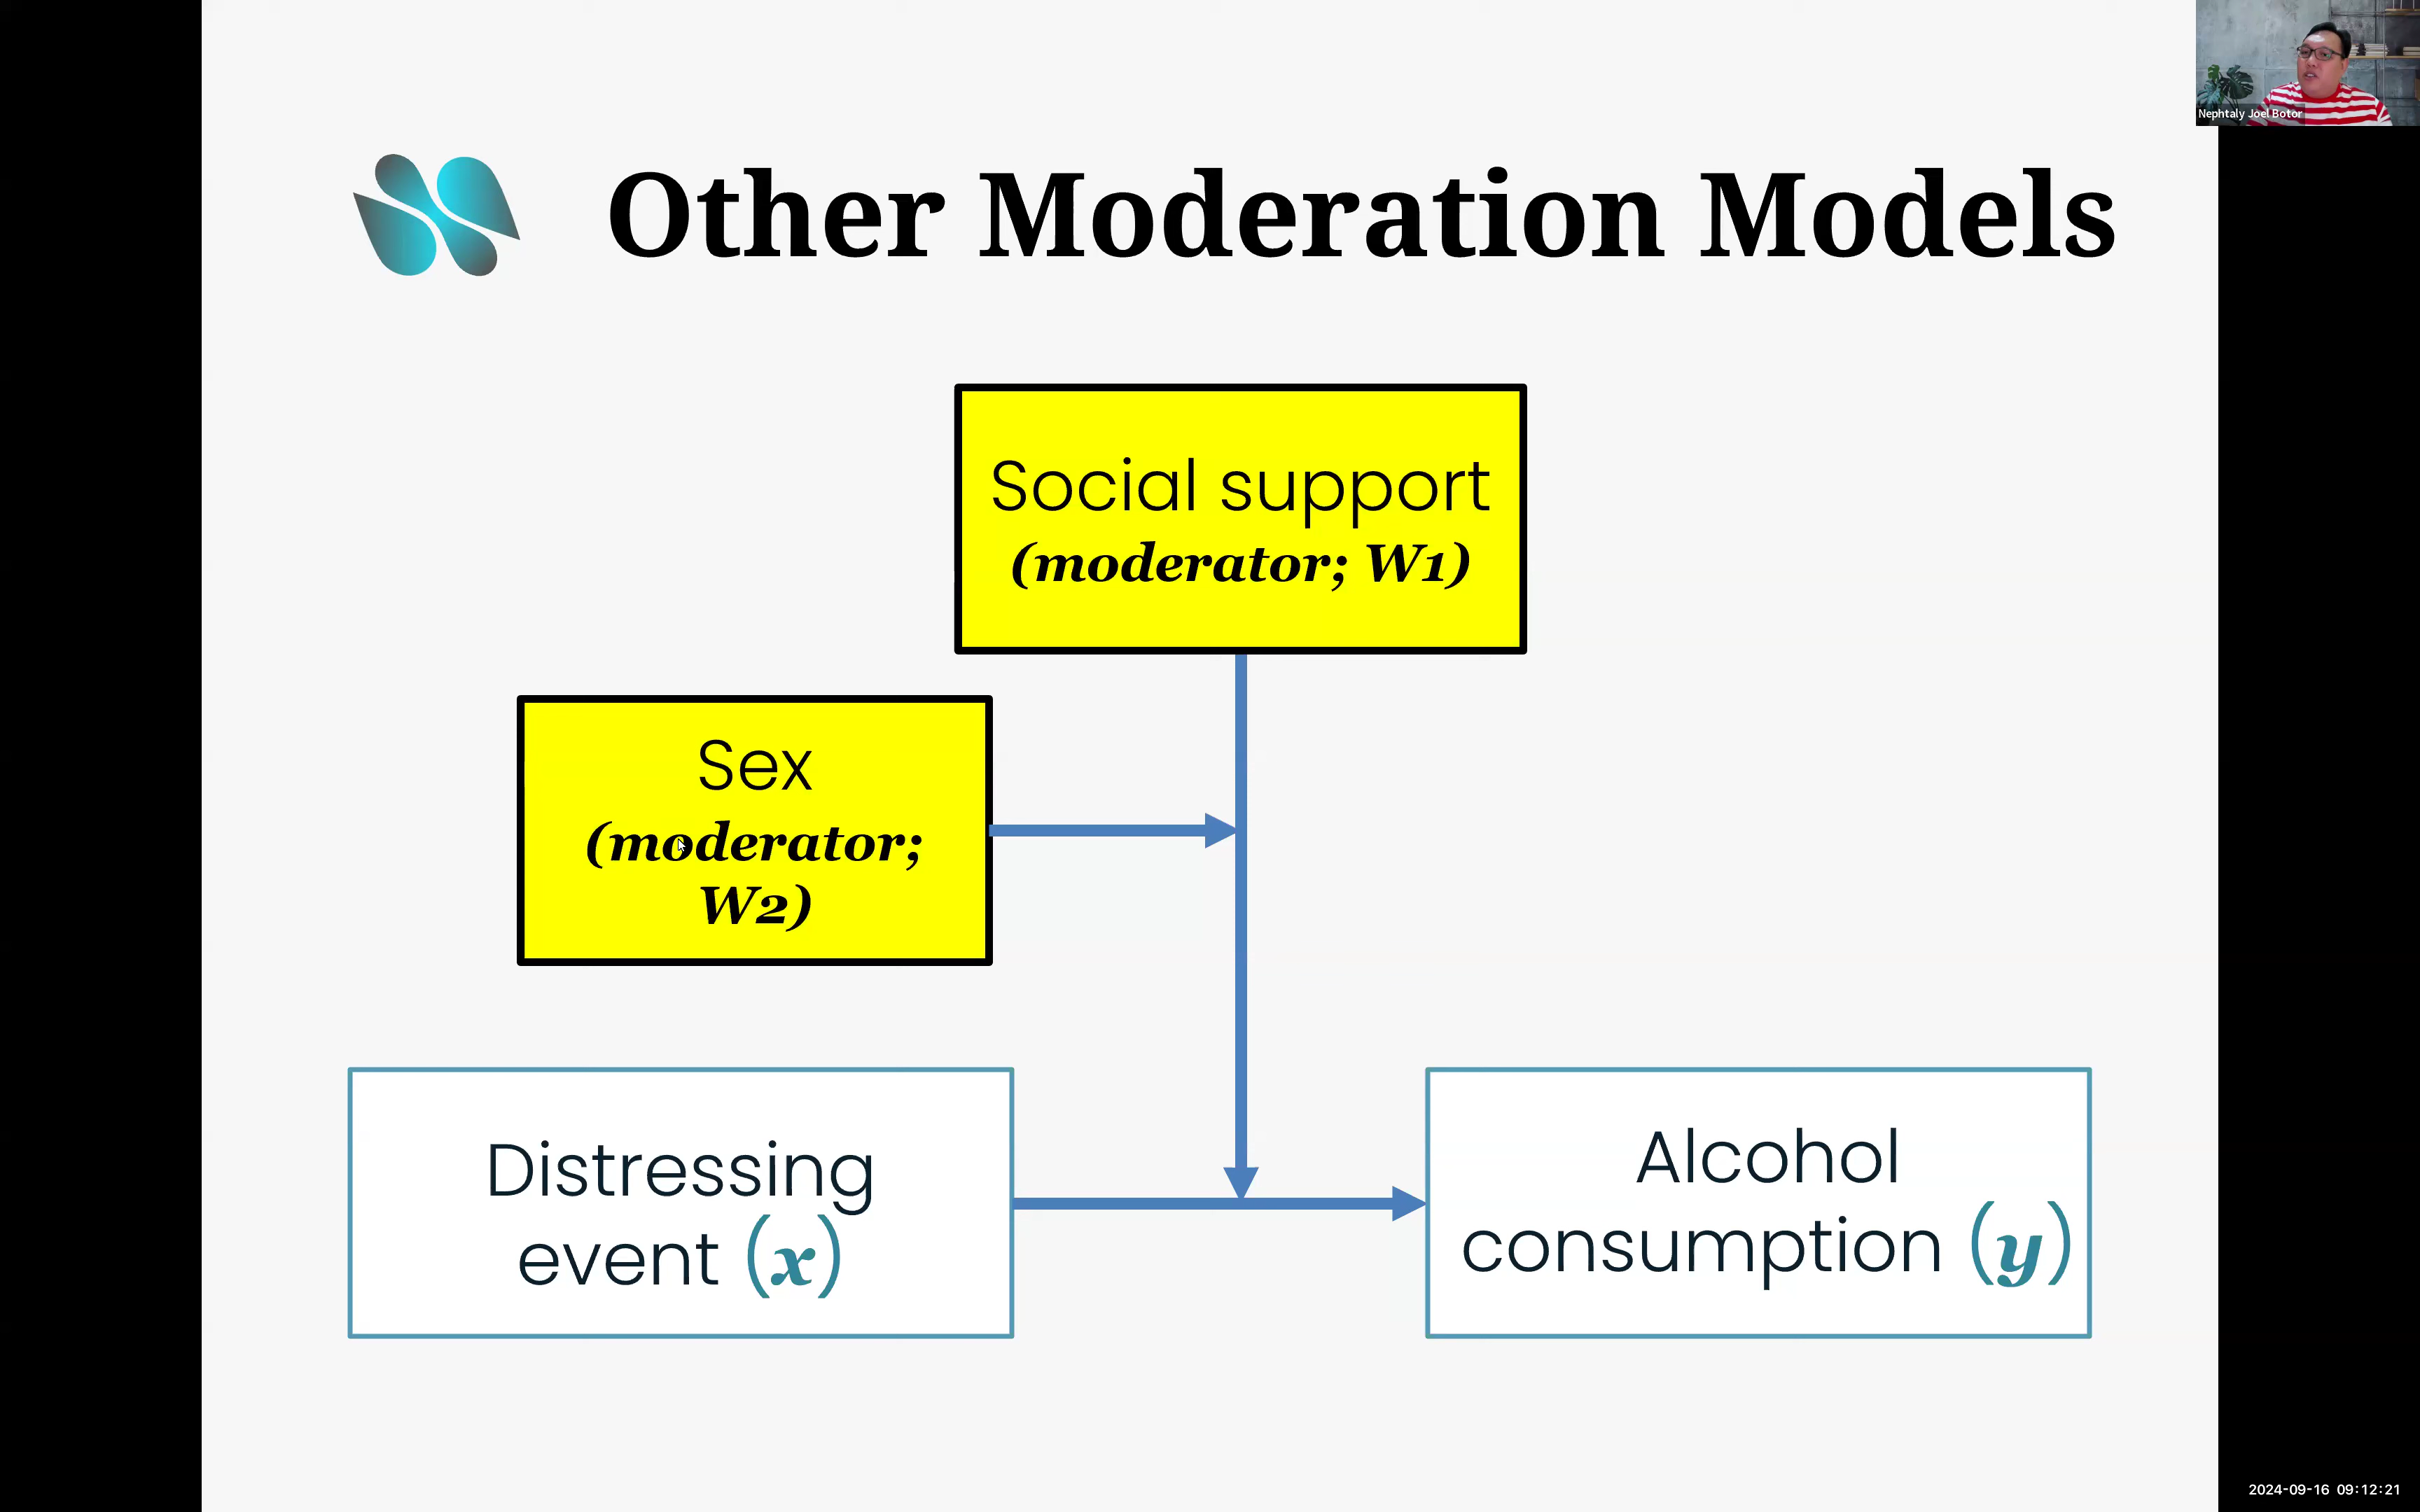 Nephtaly Joel Botor
Other Moderation Models
Social support
(moderator; W1)
Sex
(moderator;
W2)
Distressing
event (x)
Alcohol
consumption (y)
2024-09-16 09:12:21